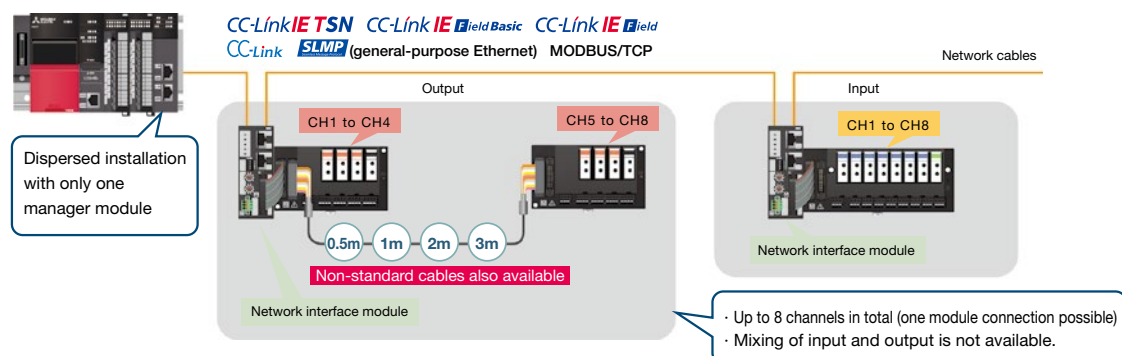 CC-Link IE TSN CC-Link IE Field Basic CC-Link IE Field
CC-Link SLMP (general-purpose Ethernet) MODBUS/TCP
Network cables
Output
Input
CH1 to CH4
CH5 to CH8
CH1 to CH8
Dispersed installation
with only one
manager module
0.5m 1m 2m 3m
Non-standard cables also available
Network interface module
Network interface module
· Up to 8 channels in total (one module connection possible)
· Mixing of input and output is not available.